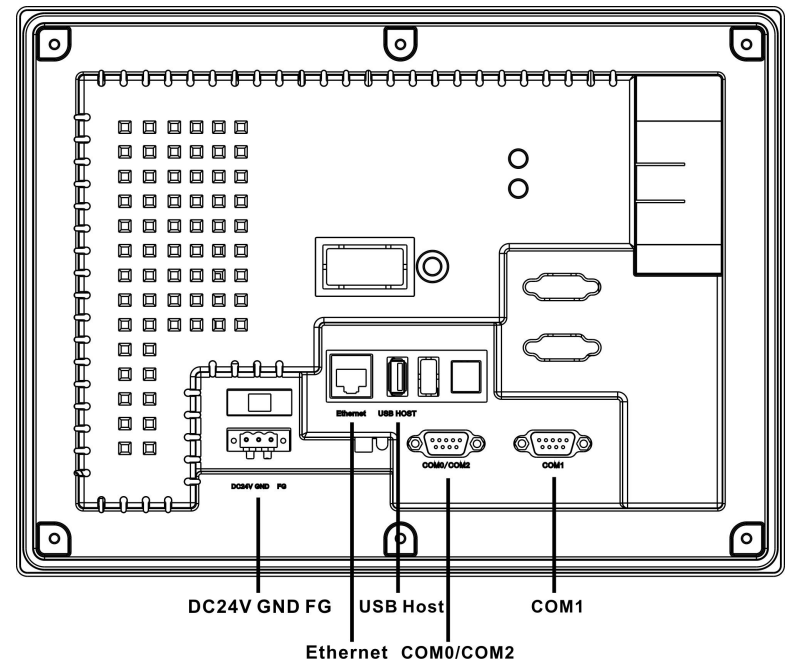 Ethernet USB HOST
COM0/COM2 COM1
DC24V GND FG
DC24V GND FG USB Host COM1
Ethernet COM0/COM2